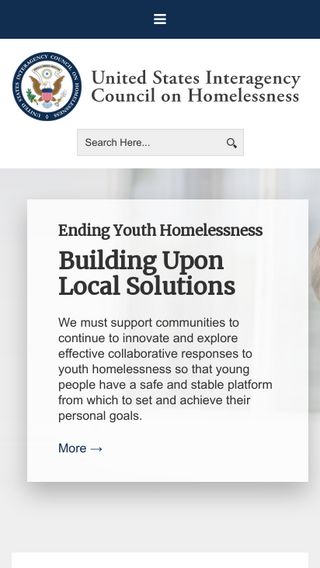 United States Interagency
Council on Homelessness
UNITED STATES INTERAGENCY COUNCIL ON HOMELESSNESS
Search Here...
Ending Youth Homelessness
Building Upon
Local Solutions
We must support communities to
continue to innovate and explore
effective collaborative responses to
youth homelessness so that young
people have a safe and stable platform
from which to set and achieve their
personal goals.
More →